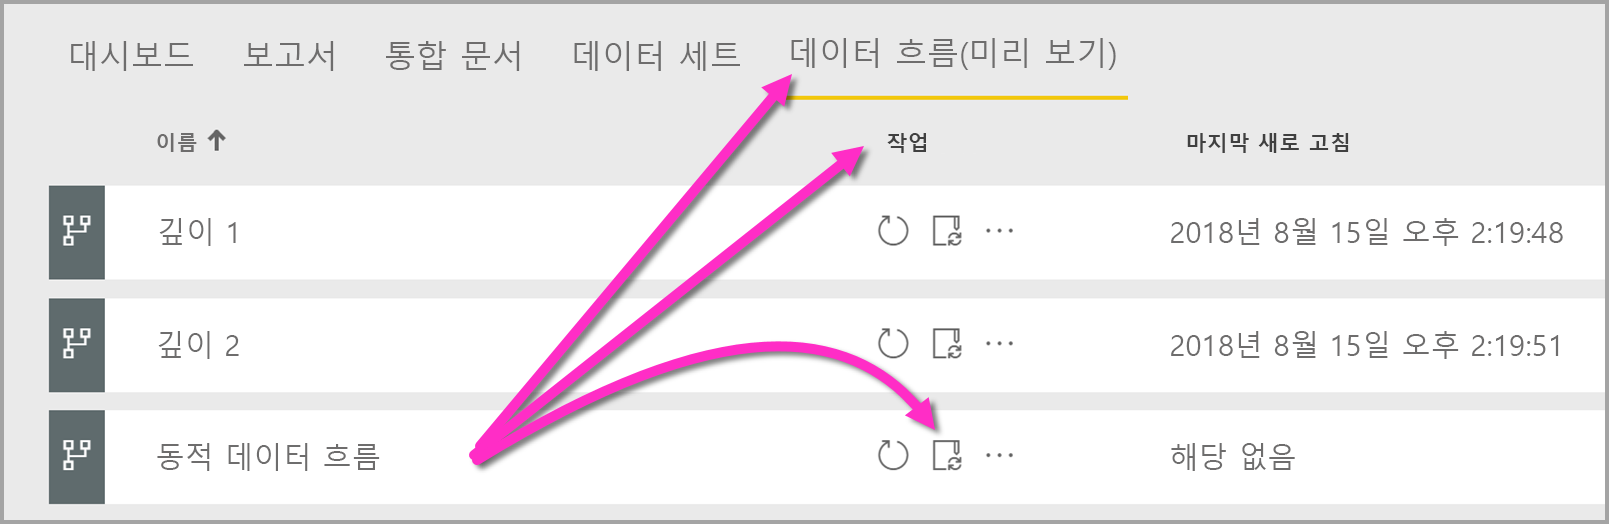 대시보드 보고서 통합 문서 데이터 세트 데이터 흐름(미리 보기)
이름 작업 마지막 새로 고침
깊이 1 2018년 8월 15일 오후 2:19:48
깊이 2 2018년 8월 15일 오후 2:19:51
동적 데이터 흐름 해당 없음